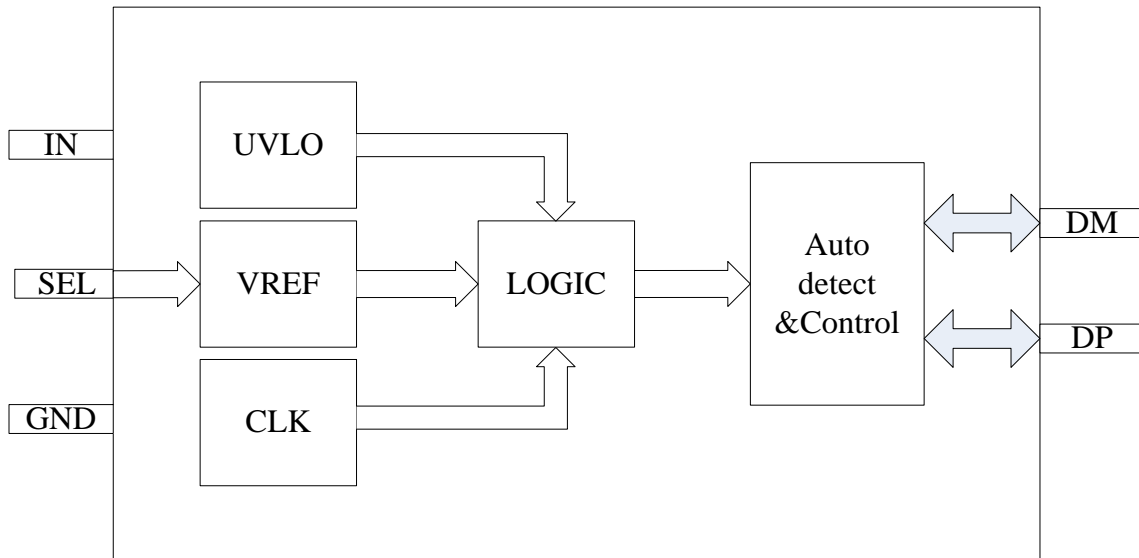 IN
UVLO
SEL
VREF
LOGIC
Auto
detect
&Control
DM
DP
GND
CLK